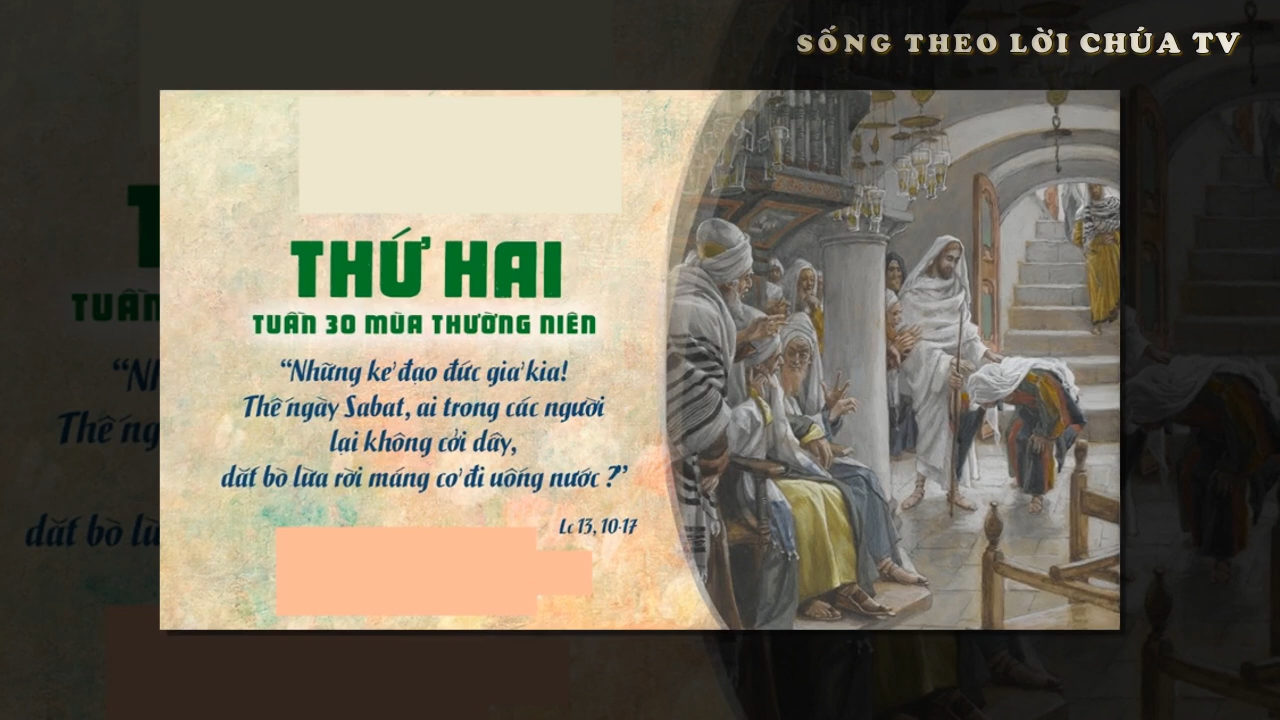 SỐNG THEO LỜI CHÚA TV
THỨ HAI
TUẦN 30 MÙA THƯỜNG NIÊN
“Những kẻ đạo đức giả kia!
Thế ngày Sabat, ai trong các người
lại không cởi dây,
dắt bò lừa rời máng cỏ đi uống nước ?”
Lc 13, 10-17